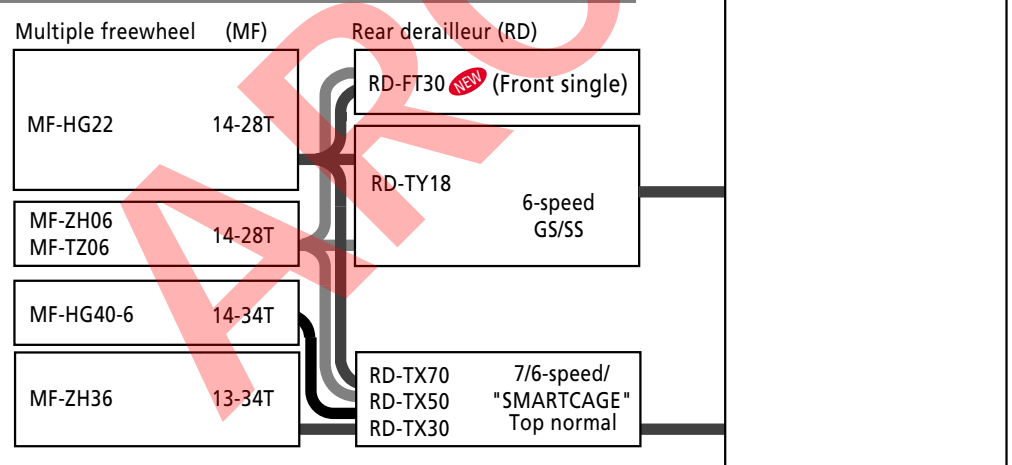 Multiple freewheel (MF)
Rear derailleur (RD)
MF-HG22 14-28T
RD-FT30 NEW (Front single)
RD-TY18
6-speed
GS/SS
MF-ZH06
MF-TZ06
14-28T
MF-HG40-6 14-34T
MF-ZH36 13-34T
RD-TX70
RD-TX50
RD-TX30
7/6-speed/
"SMARTCAGE"
Top normal
ARC